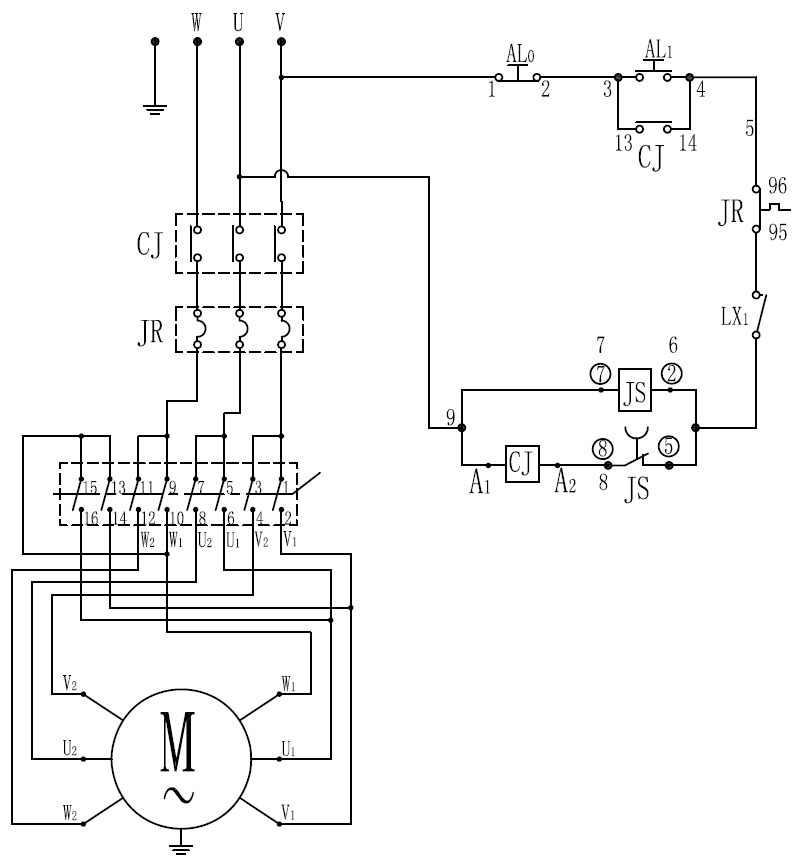 W U V
AL0 AL1
1 2 3 4
13 14
CJ
5
96
JR
95
CJ
JR
LX1
7 6
7 JS 2
9
8 5
CJ
A1 A2 8 JS
15 13 11 9 7 5 3 1
16 14 12 10 8 6 4 2
W2 W1 U2 U1 V2 V1
V2 W1
M
U2 U1
~
W2 V1